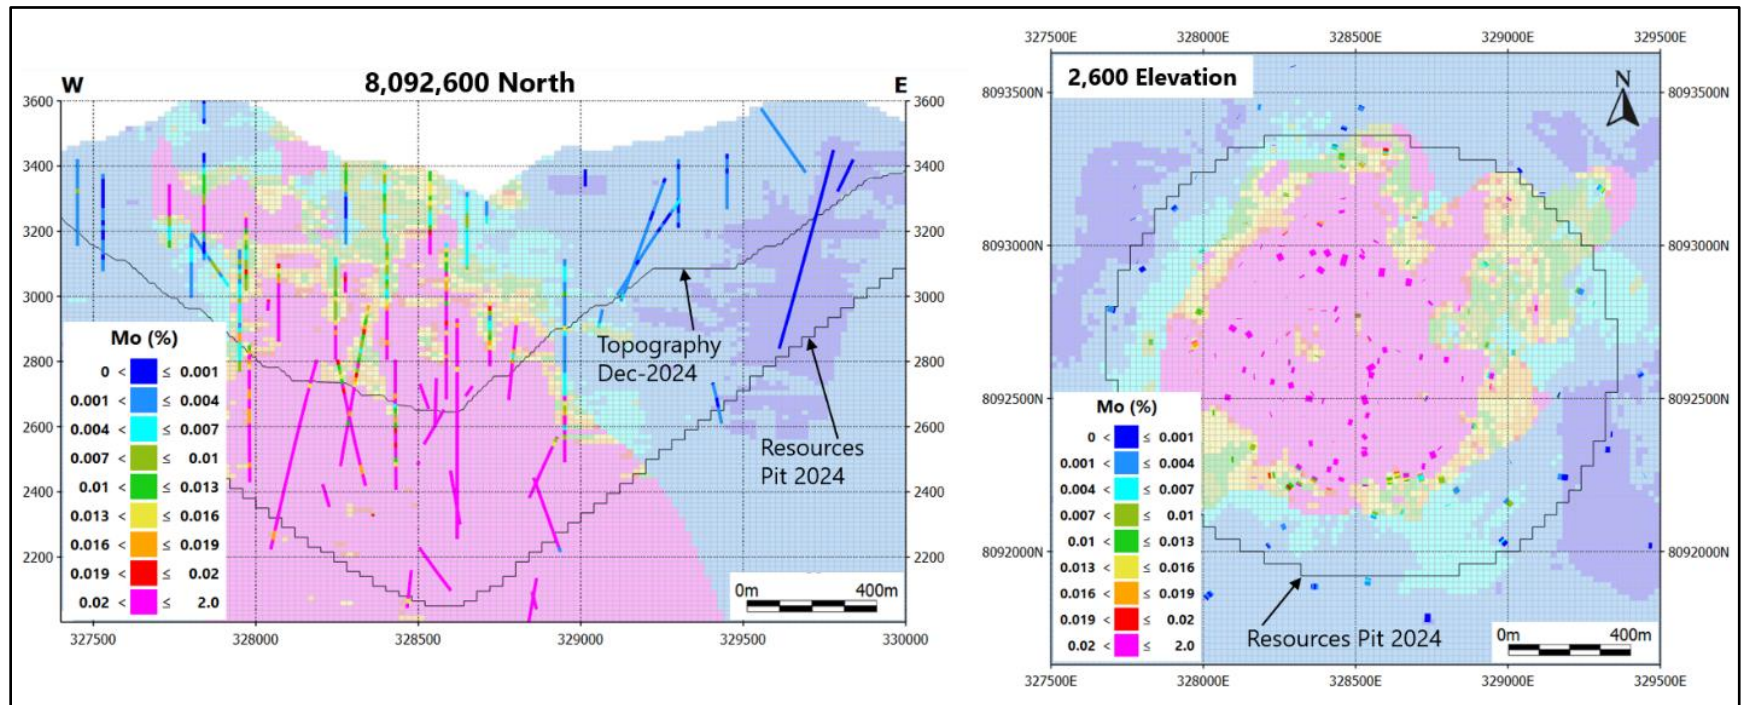 W
8,092,600 North
E
3600
3400
3200
3000
2800
2600
2400
2200
3600
3400
3200
3000
2800
2600
2400
2200
Mo (%)
0 < ≤ 0.001
0.001 < ≤ 0.004
0.004 < ≤ 0.007
0.007 < ≤ 0.01
0.01 < ≤ 0.013
0.013 < ≤ 0.016
0.016 < ≤ 0.019
0.019 < ≤ 0.02
0.02 < ≤ 2.0
Topography
Dec-2024
Resources
Pit 2024
0m 400m
327500 328000 328500 329000 329500 330000
327500E 328000E 328500E 329000E 329500E
2,600 Elevation
N
8093500N
8093000N
8092500N
8092000N
8093500N
8093000N
8092500N
8092000N
Mo (%)
0 < ≤ 0.001
0.001 < ≤ 0.004
0.004 < ≤ 0.007
0.007 < ≤ 0.01
0.01 < ≤ 0.013
0.013 < ≤ 0.016
0.016 < ≤ 0.019
0.019 < ≤ 0.02
0.02 < ≤ 2.0
Resources Pit 2024
0m 400m
327500E 328000E 328500E 329000E 329500E